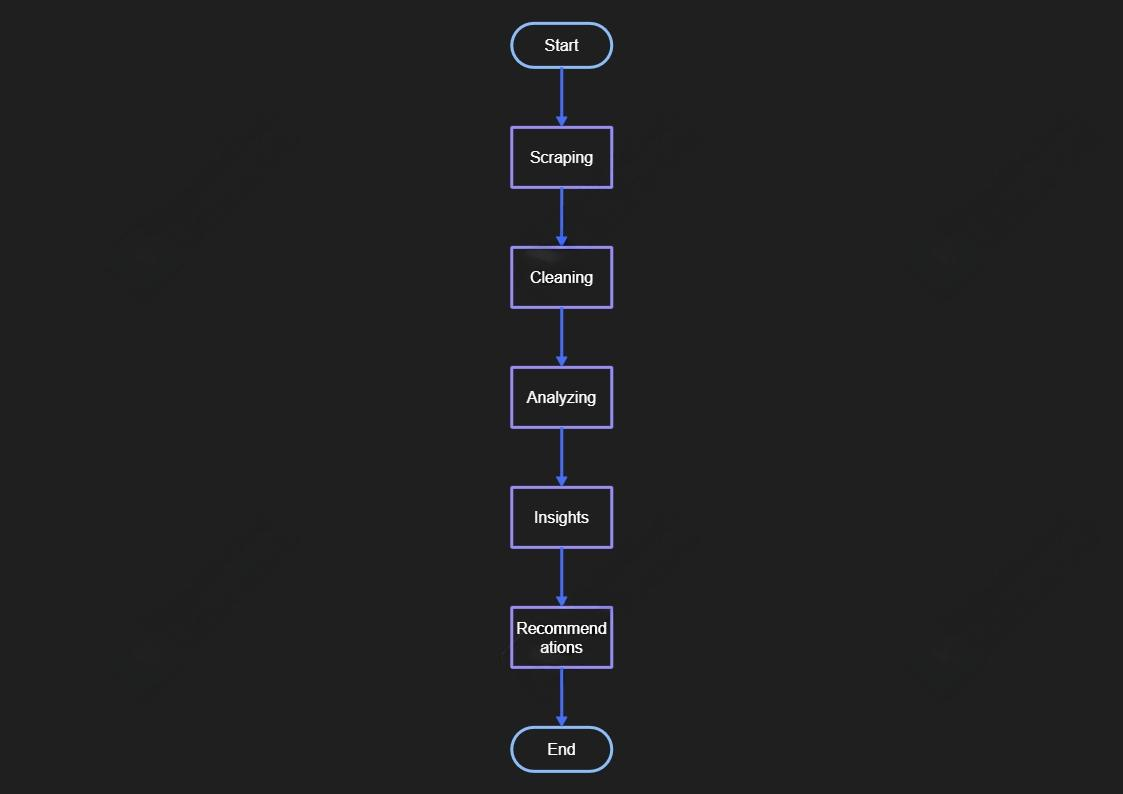 Start
Scraping
Cleaning
Analyzing
Insights
Recommend
ations
End